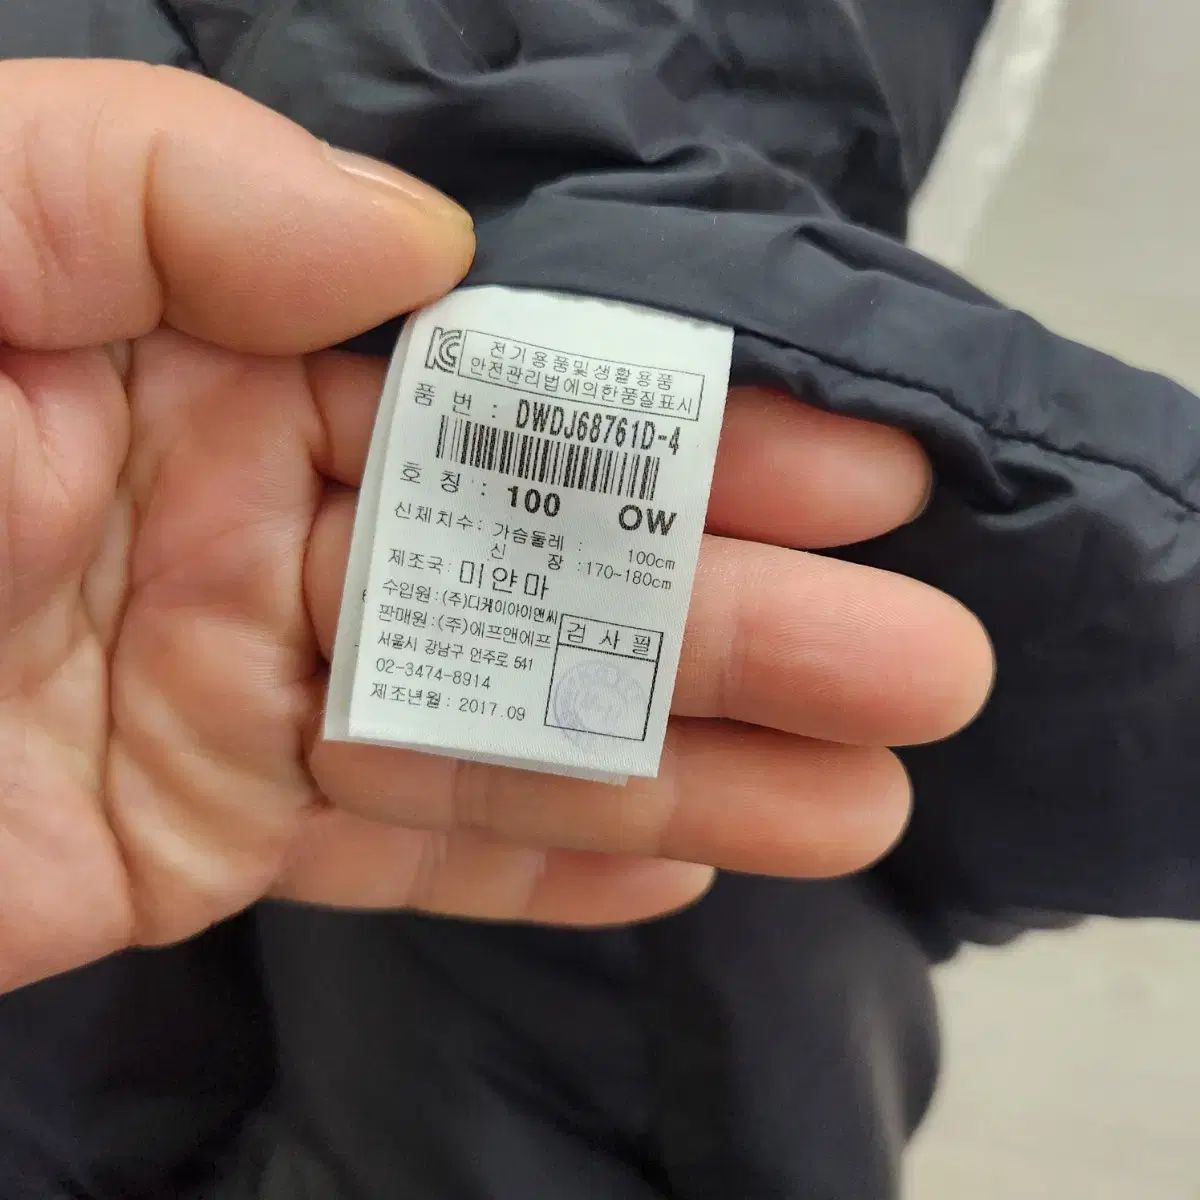 전기용품및생활용품
안전관리법에의한품질표시
품 번 : DWDJ68761D-4
호 칭 : 100 OW
신체치수: 가슴둘레 : 100cm
신 장 :170~180cm
제조국: 미얀마
수입원:(주)디케이아이앤씨
판매원:(주)에프앤에프
서울시 강남구 언주로 541
02-3474-8914
제조년월: 2017.09
검 사 필